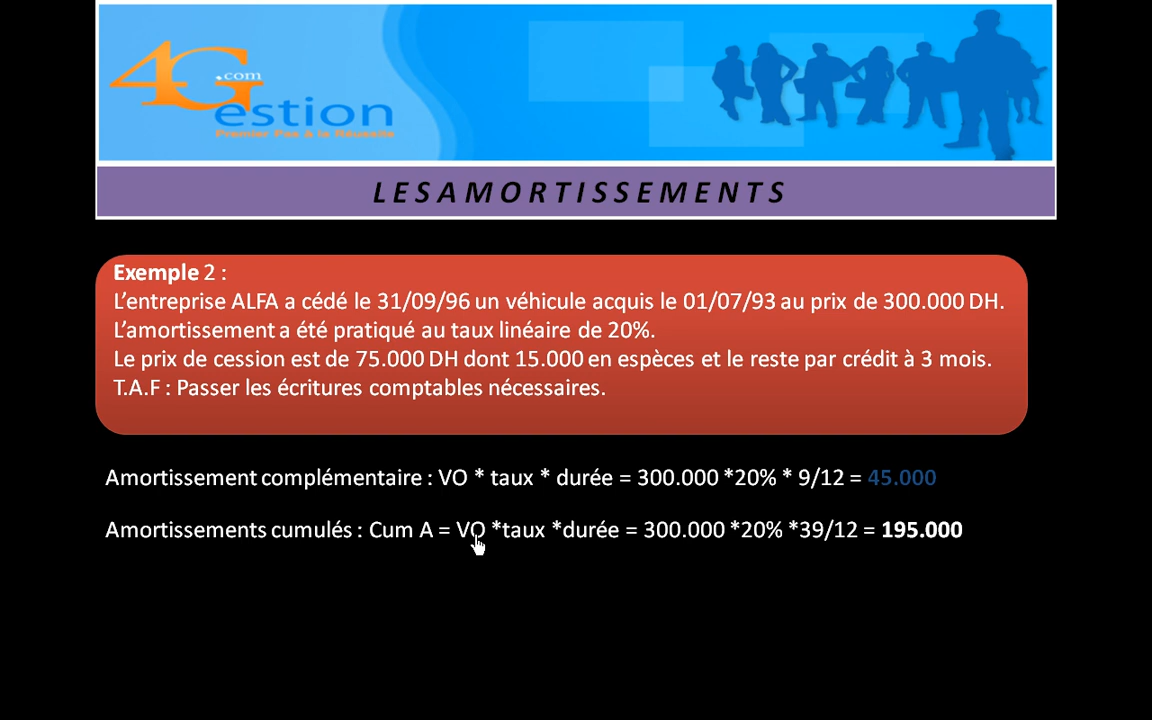 4G.com
estion
Premier Pas à la Réussite
LESAMORTISSEMENTS
Exemple 2 :
L'entreprise ALFA a cédé le 31/09/96 un véhicule acquis le 01/07/93 au prix de 300.000 DH.
L'amortissement a été pratiqué au taux linéaire de 20%.
Le prix de cession est de 75.000 DH dont 15.000 en espèces et le reste par crédit à 3 mois.
T.A.F : Passer les écritures comptables nécessaires.
Amortissement complémentaire : VO * taux * durée = 300.000 *20% * 9/12 = 45.000
Amortissements cumulés : Cum A = VO *taux *durée = 300.000 *20% *39/12 = 195.000